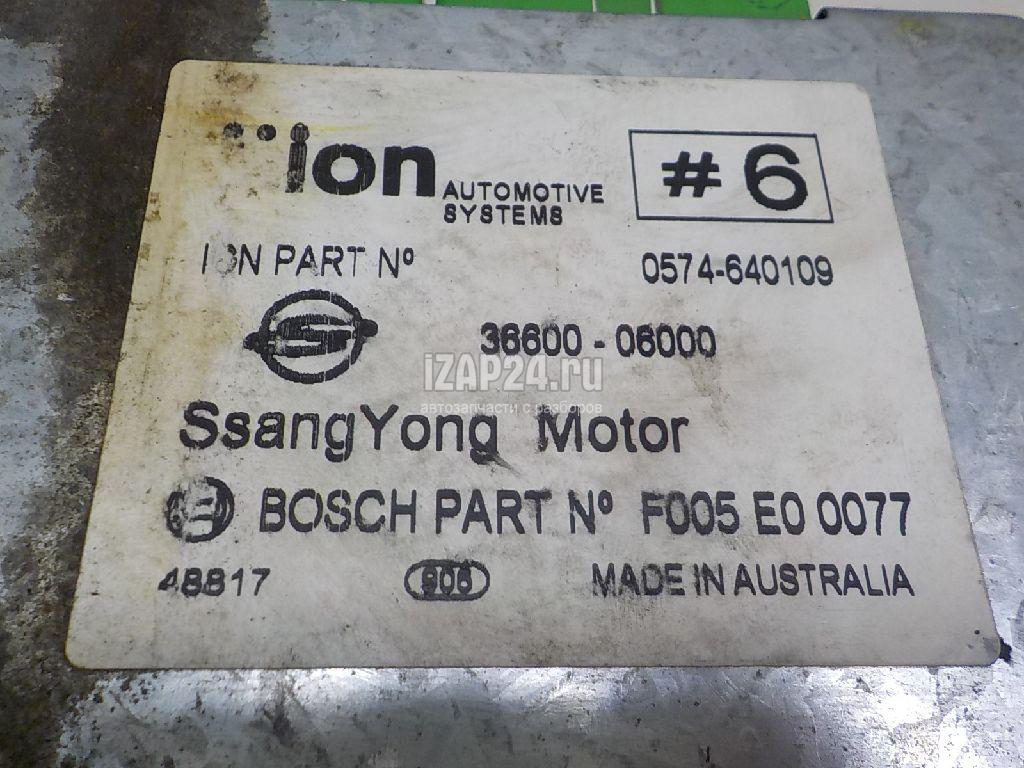 ion AUTOMOTIVE SYSTEMS
#6
ION PART Nº 0574-640109
36600 - 06000
iZAP24.ru
автозапчасти с разборов
SsangYong Motor
BOSCH PART Nº F005 E0 0077
48817 906 MADE IN AUSTRALIA